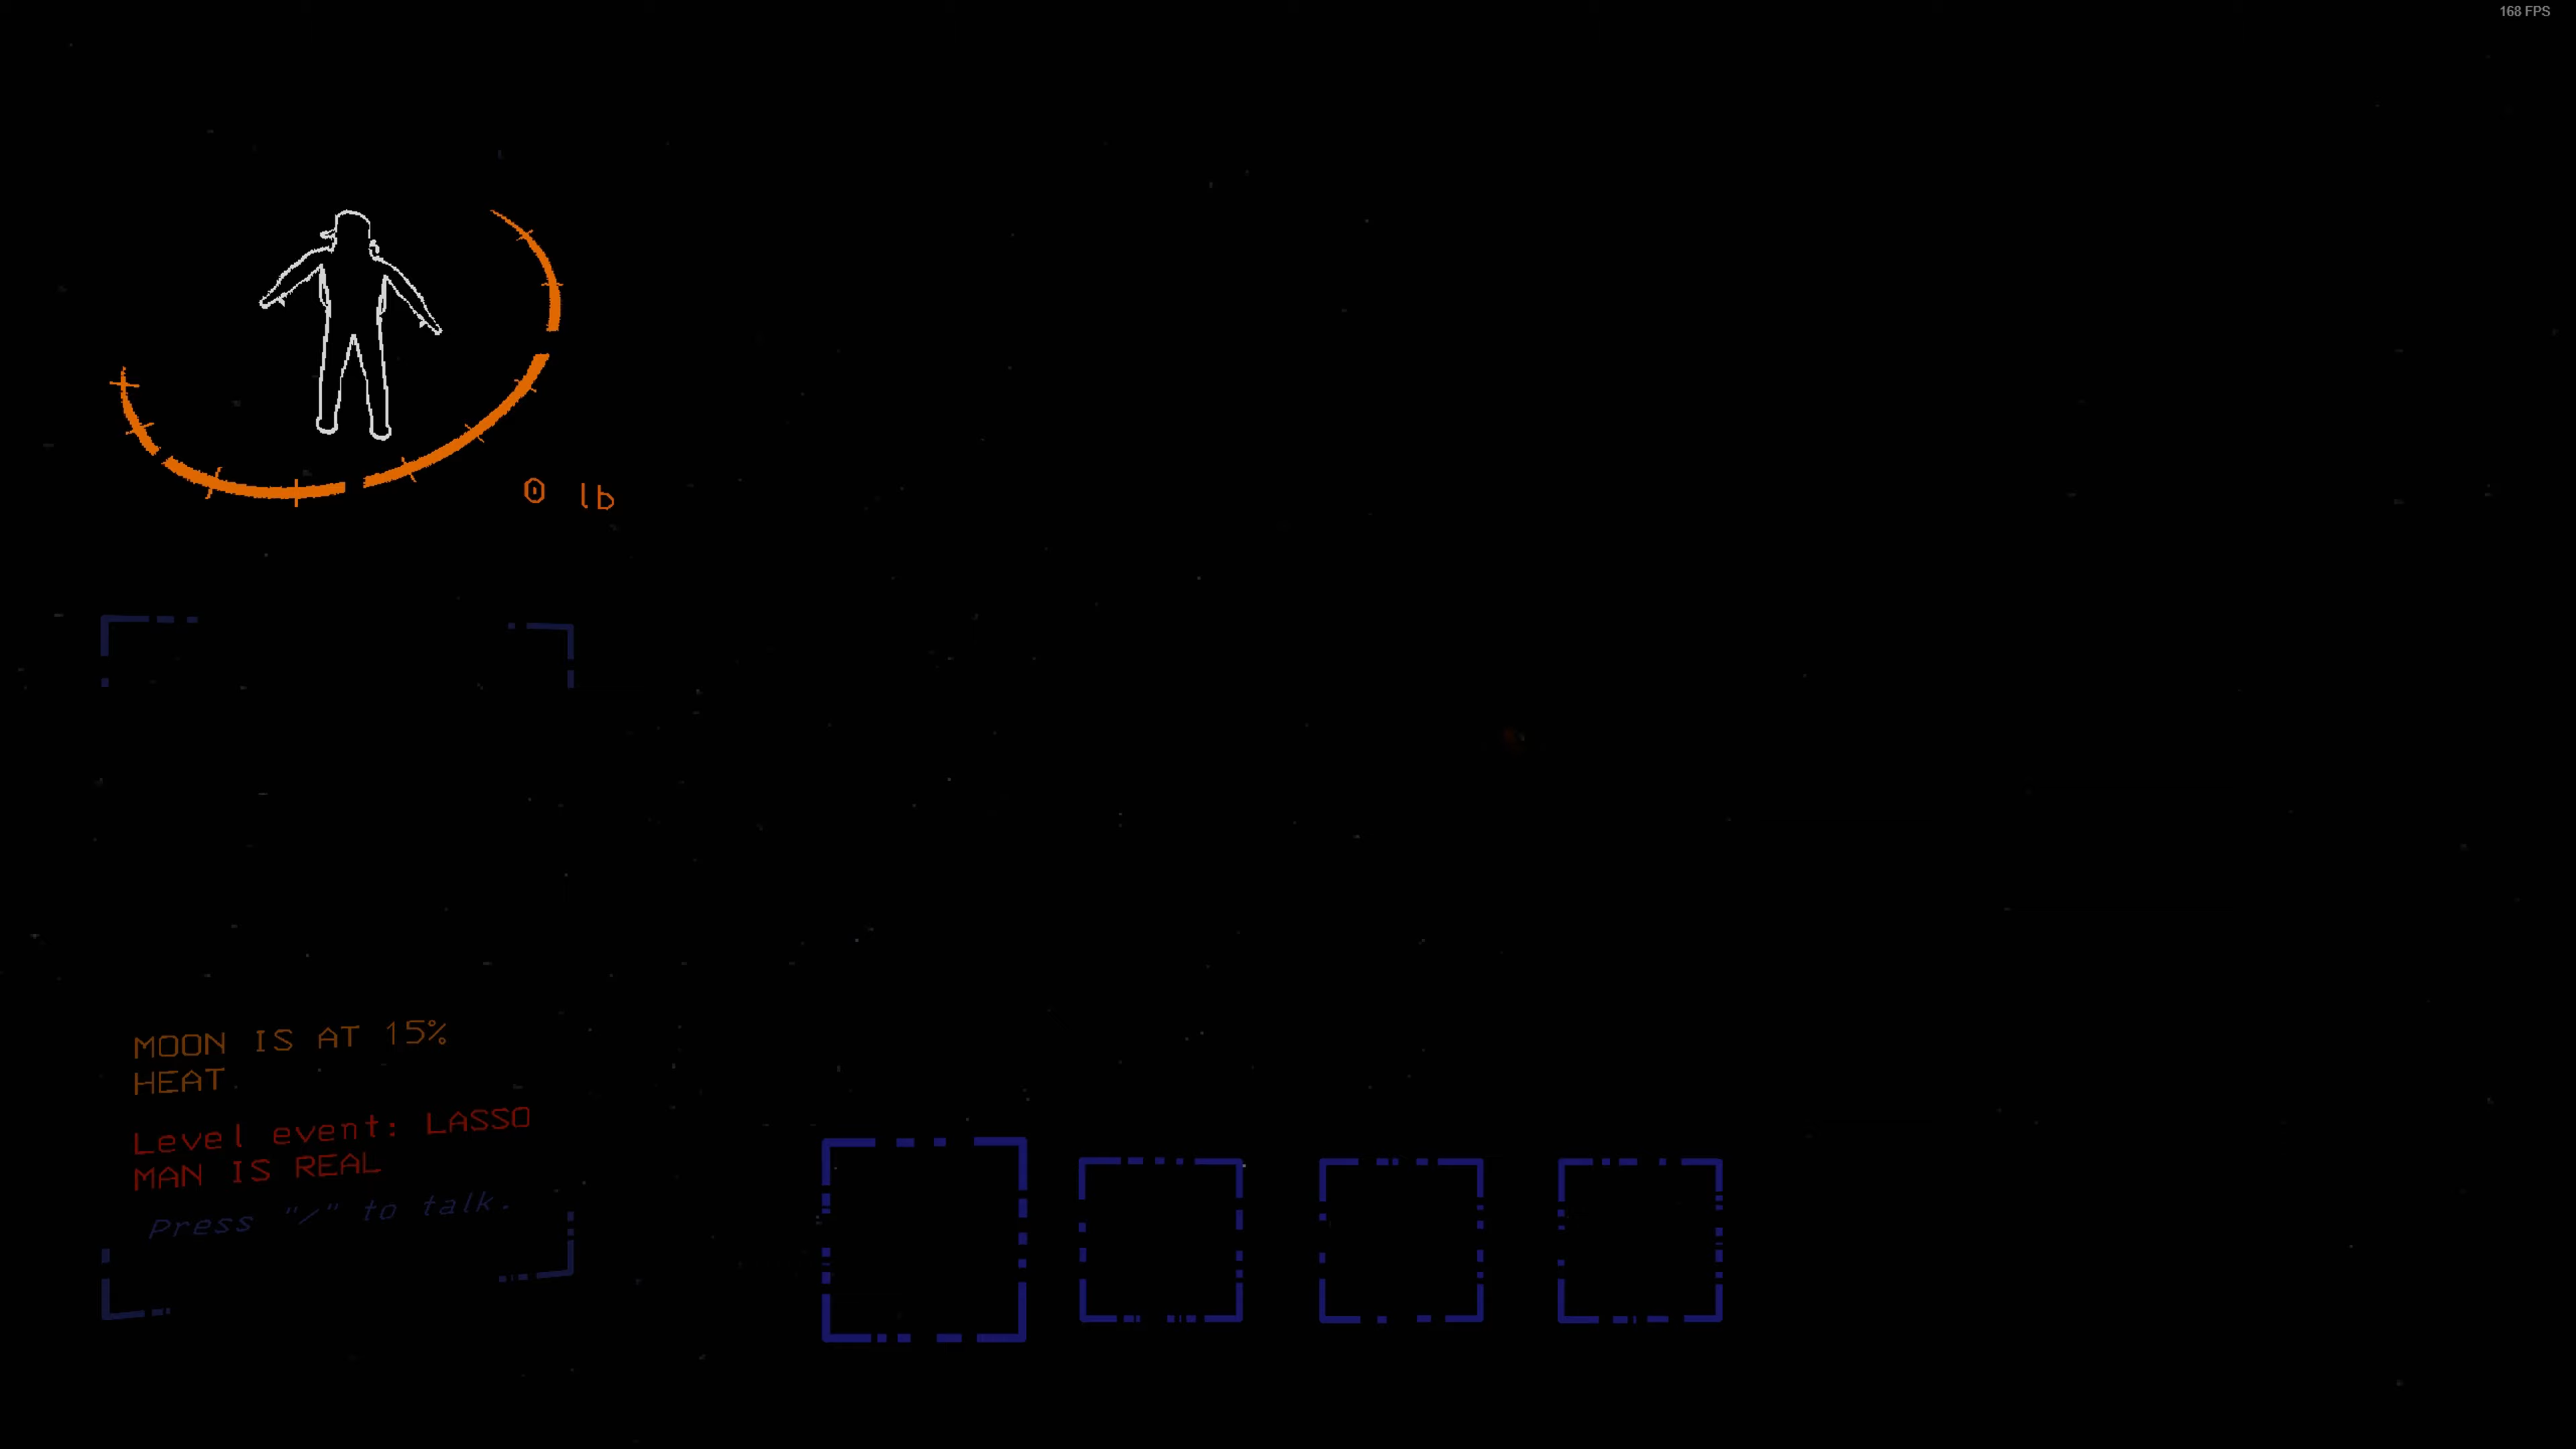 168 FPS
0 lb
MOON IS AT 15%
HEAT
Level event: LASSO
MAN IS REAL
Press "/" to talk.